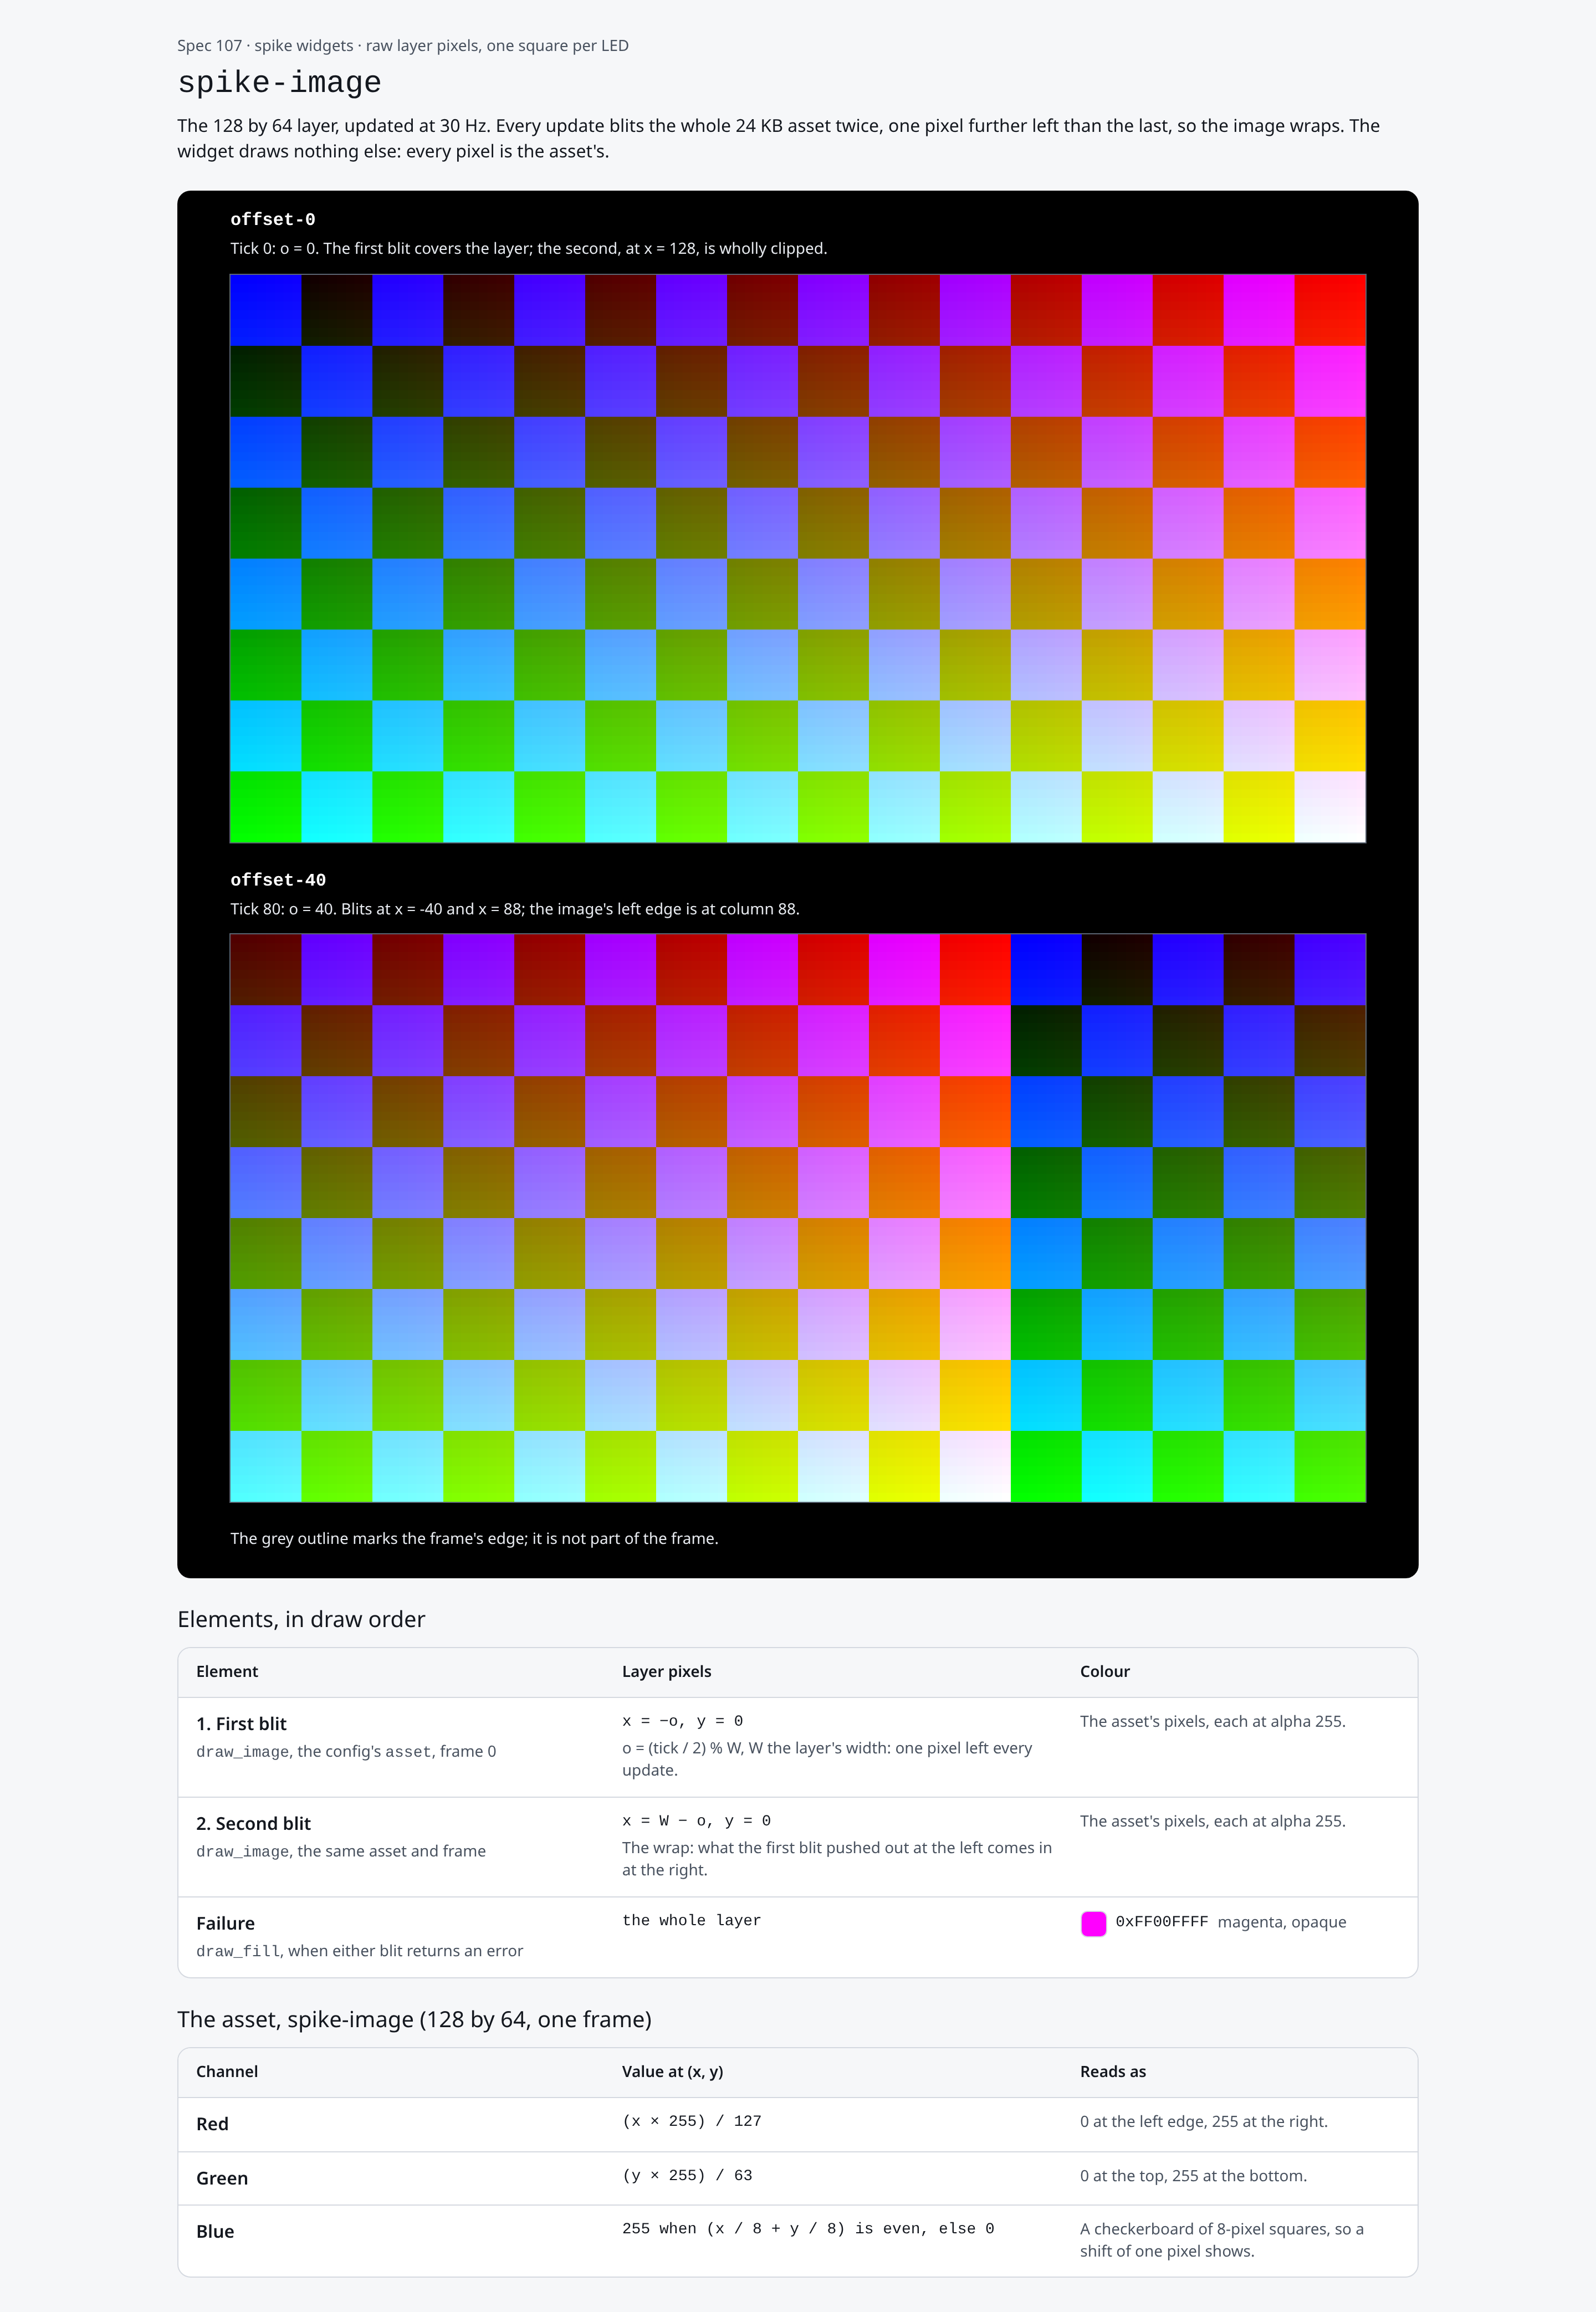 Spec 107 · spike widgets · raw layer pixels, one square per LED
spike-image
The 128 by 64 layer, updated at 30 Hz. Every update blits the whole 24 KB asset twice, one pixel further left than the last, so the image wraps. The
widget draws nothing else: every pixel is the asset's.
offset-0
Tick 0: o = 0. The first blit covers the layer; the second, at x = 128, is wholly clipped.
offset-40
Tick 80: o = 40. Blits at x = -40 and x = 88; the image's left edge is at column 88.
The grey outline marks the frame's edge; it is not part of the frame.
Elements, in draw order
Element Layer pixels Colour
1. First blit x = −o, y = 0 The asset's pixels, each at alpha 255.
draw_image, the config's asset, frame 0 o = (tick / 2) % W, W the layer's width: one pixel left every
update.
2. Second blit x = W − o, y = 0 The asset's pixels, each at alpha 255.
draw_image, the same asset and frame The wrap: what the first blit pushed out at the left comes in
at the right.
Failure the whole layer 0xFF00FFFF magenta, opaque
draw_fill, when either blit returns an error
The asset, spike-image (128 by 64, one frame)
Channel Value at (x, y) Reads as
Red (x × 255) / 127 0 at the left edge, 255 at the right.
Green (y × 255) / 63 0 at the top, 255 at the bottom.
Blue 255 when (x / 8 + y / 8) is even, else 0 A checkerboard of 8-pixel squares, so a
shift of one pixel shows.